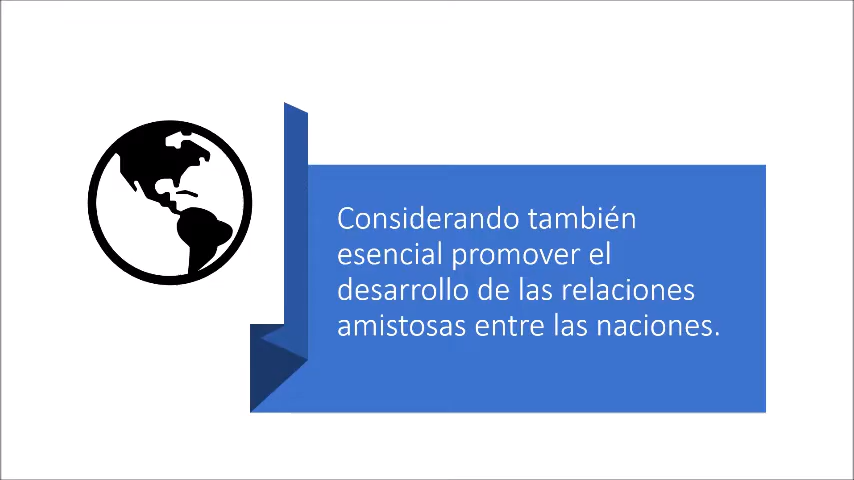 Considerando también
esencial promover el
desarrollo de las relaciones
amistosas entre las naciones.